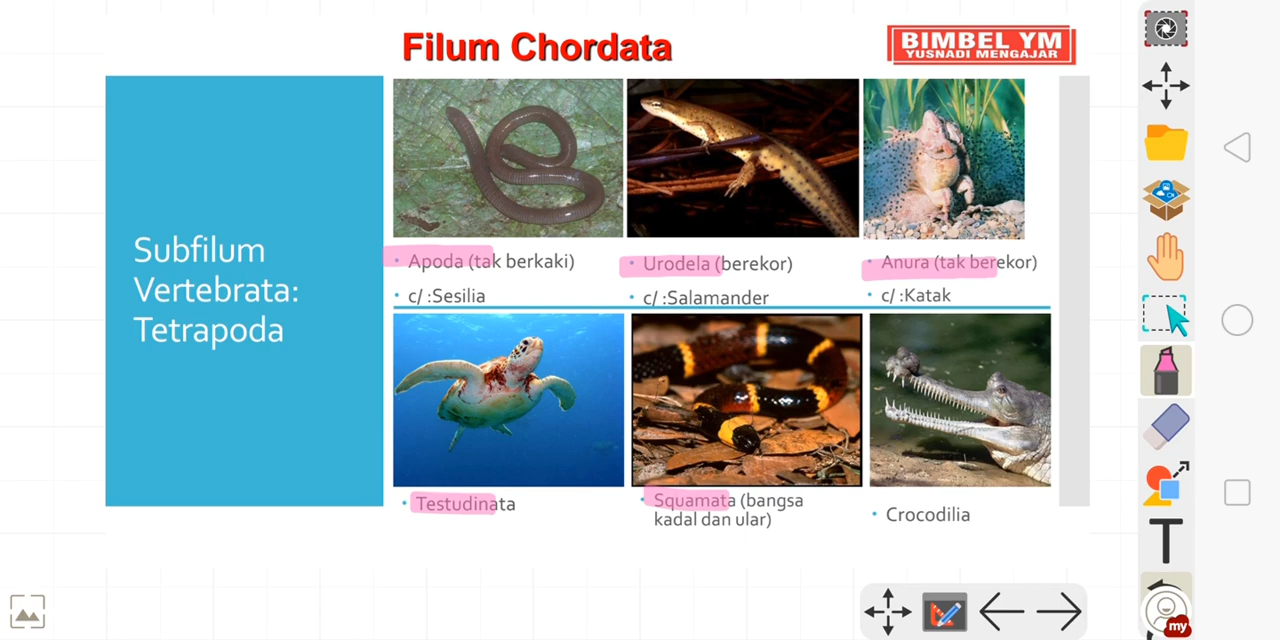 Filum Chordata
BIMBEL YM
YUSNADI MENGAJAR
Subfilum
Vertebrata:
Tetrapoda
• Apoda (tak berkaki)
• c/ :Sesilia
• Urodela (berekor)
• c/ :Salamander
• Anura (tak berekor)
• c/ :Katak
• Testudinata
• Squamata (bangsa
kadal dan ular)
• Crocodilia
T
my